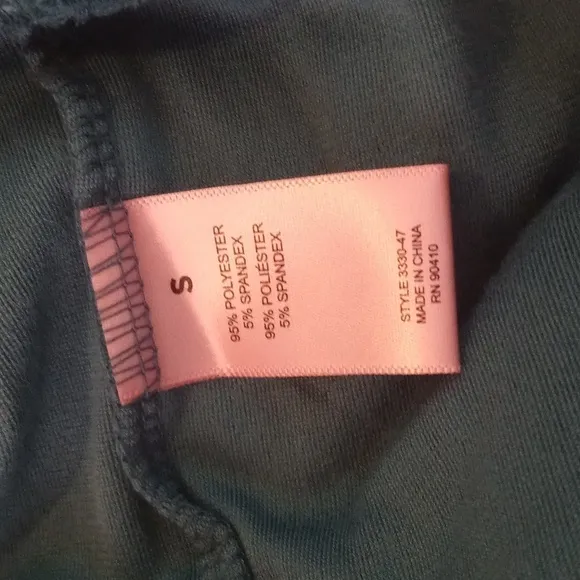 S
95% POLYESTER
5% SPANDEX
95% POLIÉSTER
5% SPANDEX
STYLE 3330-47
MADE IN CHINA
RN 90410